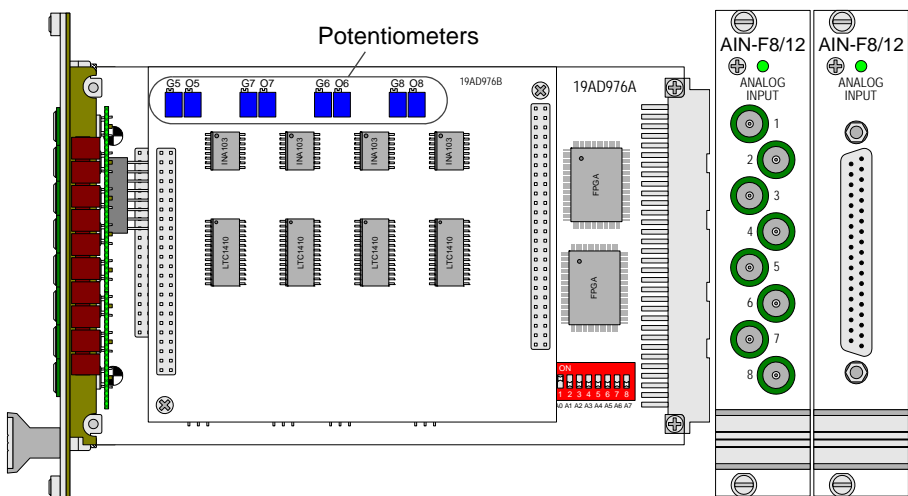 Potentiometers
G5 O5 G7 O7 G6 O6 G8 O8
19AD976B
19AD976A
INA103 INA103 INA103 INA103
LTC1410 LTC1410 LTC1410 LTC1410
FPGA
FPGA
ON
1 2 3 4 5 6 7 8
A0 A1 A2 A3 A4 A5 A6 A7
AIN-F8/12
ANALOG
INPUT
1
2
3
4
5
6
7
8
AIN-F8/12
ANALOG
INPUT